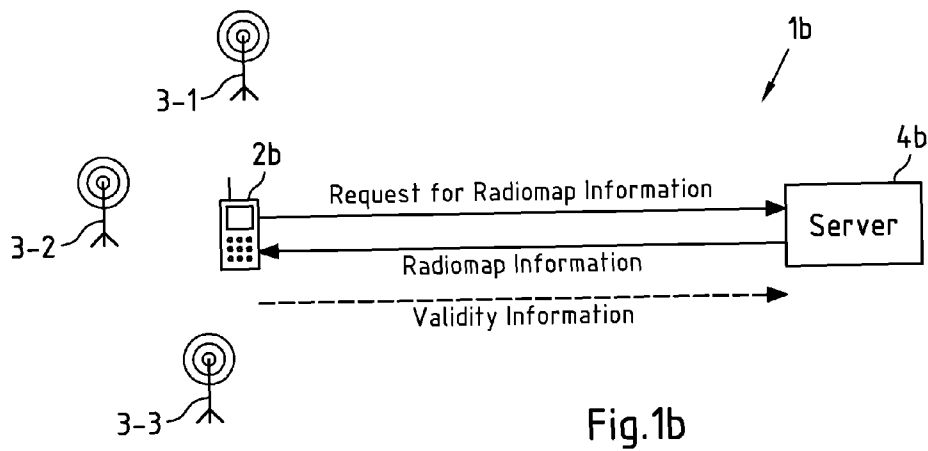 1b
3-1
2b
4b
Request for Radiomap Information
Server
3-2
Radiomap Information
Validity Information
3-3
Fig.1b